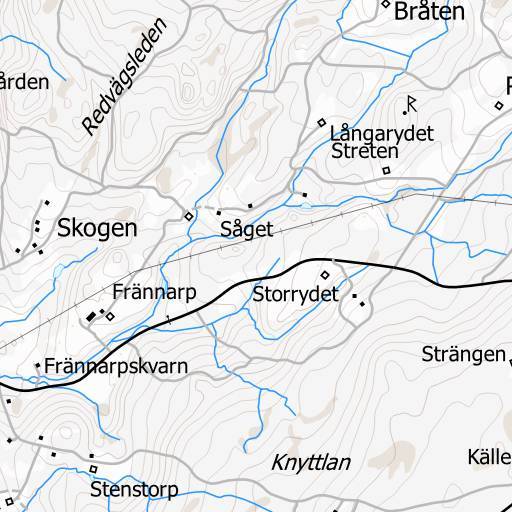 Bråten
Redvägsleden
ården
Långarydet
Streten
Skogen
Såget
Frännarp
Storrydet
Strängen
Frännarpskvarn
Knyttlan
Källe
Stenstorp